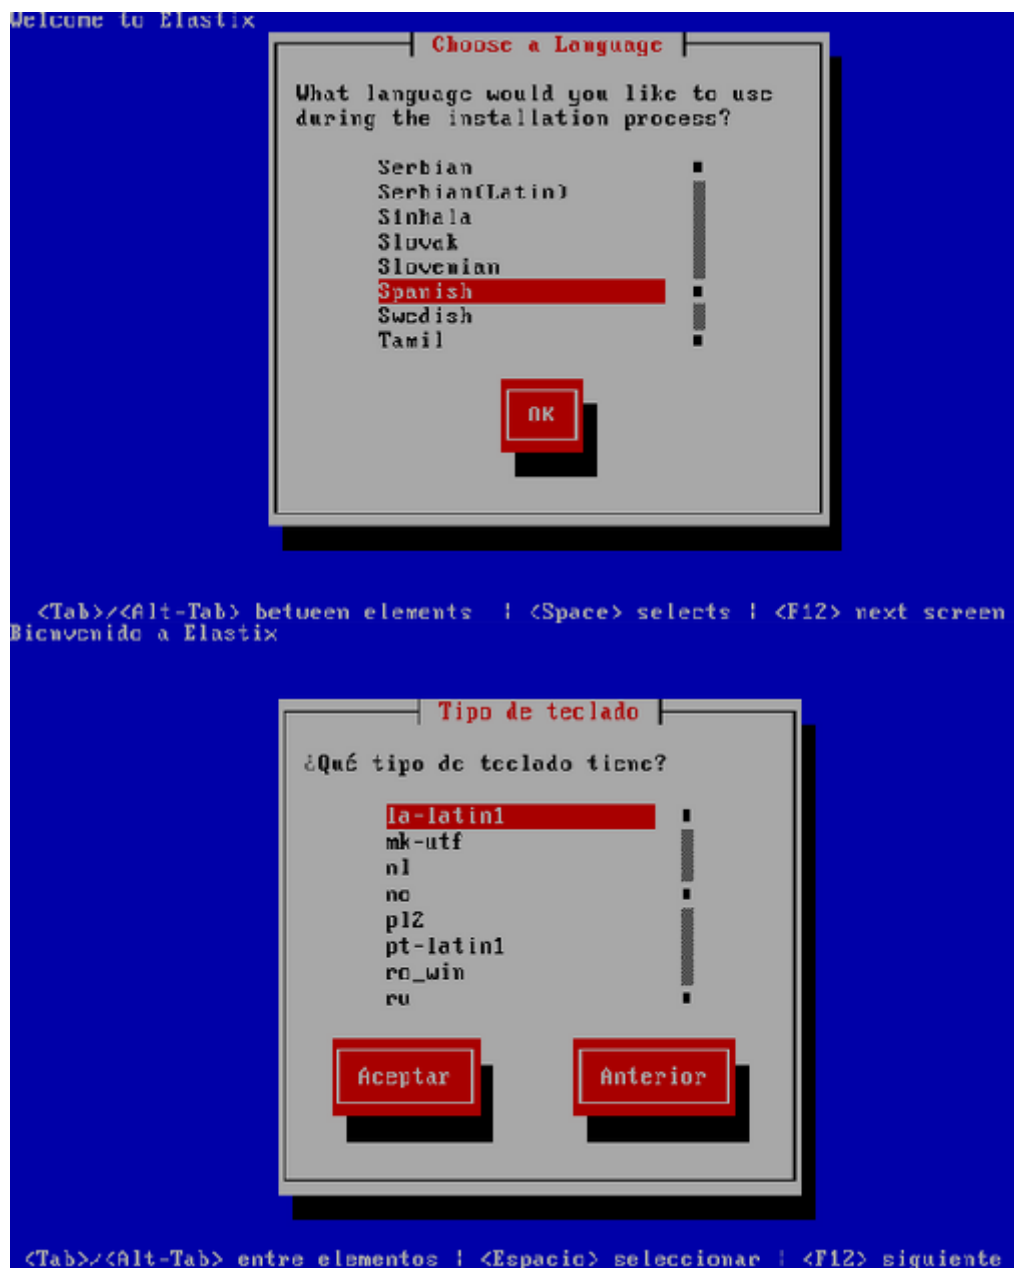 Welcome to Elastix
Choose a Language
What language would you like to use
during the installation process?
Serbian
Serbian(Latin)
Sinhala
Slovak
Slovenian
Spanish
Swedish
Tamil
OK
<Tab>/<Alt-Tab> between elements | <Space> selects | <F12> next screen
Bienvenido a Elastix
Tipo de teclado
¿Qué tipo de teclado tiene?
la-latin1
mk-utf
nl
no
pl2
pt-latin1
ro_win
ru
Aceptar Anterior
<Tab>/<Alt-Tab> entre elementos | <Espacio> seleccionar | <F12> siguiente